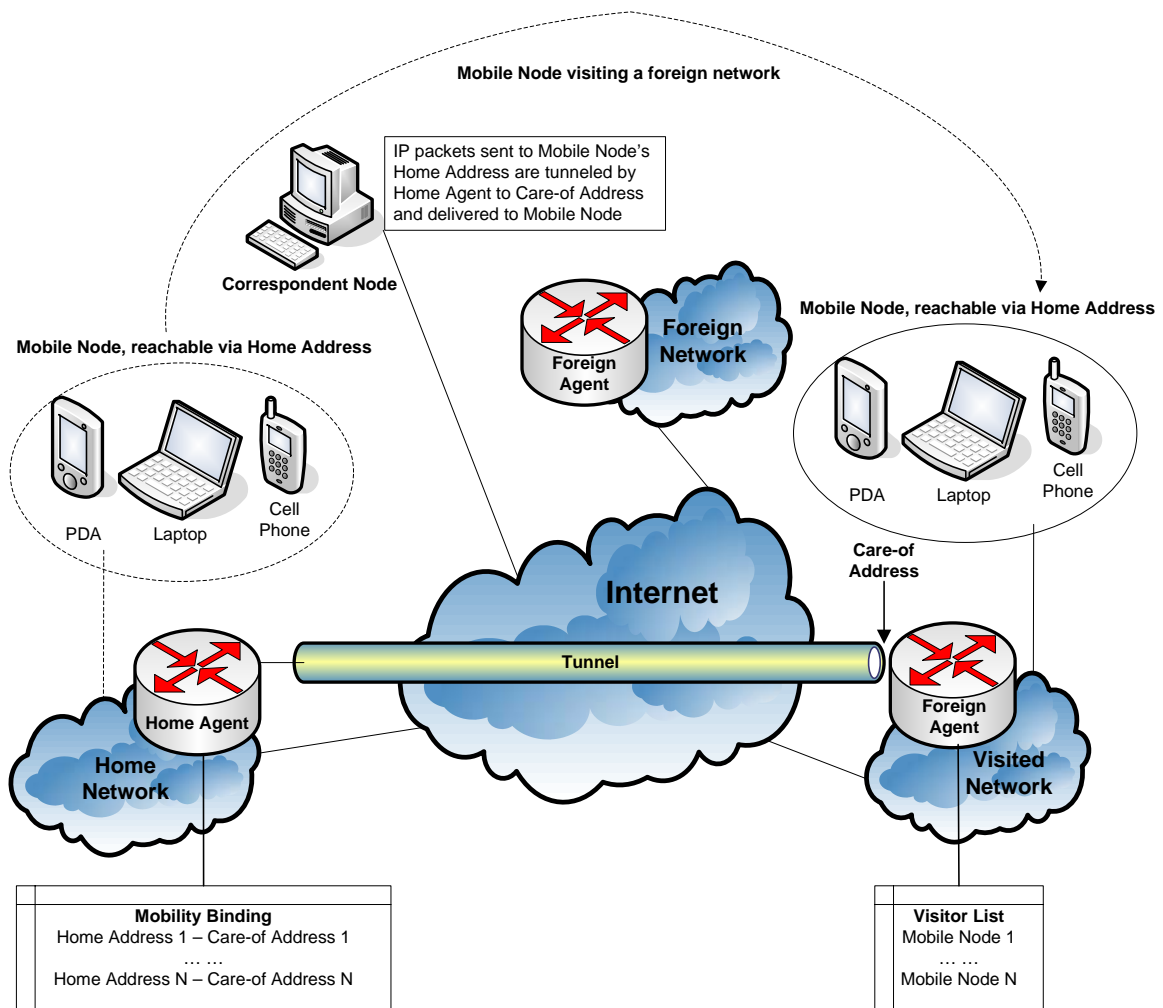 Mobile Node visiting a foreign network
IP packets sent to Mobile Node's
Home Address are tunneled by
Home Agent to Care-of Address
and delivered to Mobile Node
Correspondent Node
Mobile Node, reachable via Home Address
PDA
Laptop
Cell
Phone
Foreign
Agent
Foreign
Network
Mobile Node, reachable via Home Address
PDA
Laptop
Cell
Phone
Care-of
Address
Internet
Tunnel
Home Agent
Home
Network
Foreign
Agent
Visited
Network
Mobility Binding
Home Address 1 – Care-of Address 1
… …
Home Address N – Care-of Address N
Visitor List
Mobile Node 1
… …
Mobile Node N